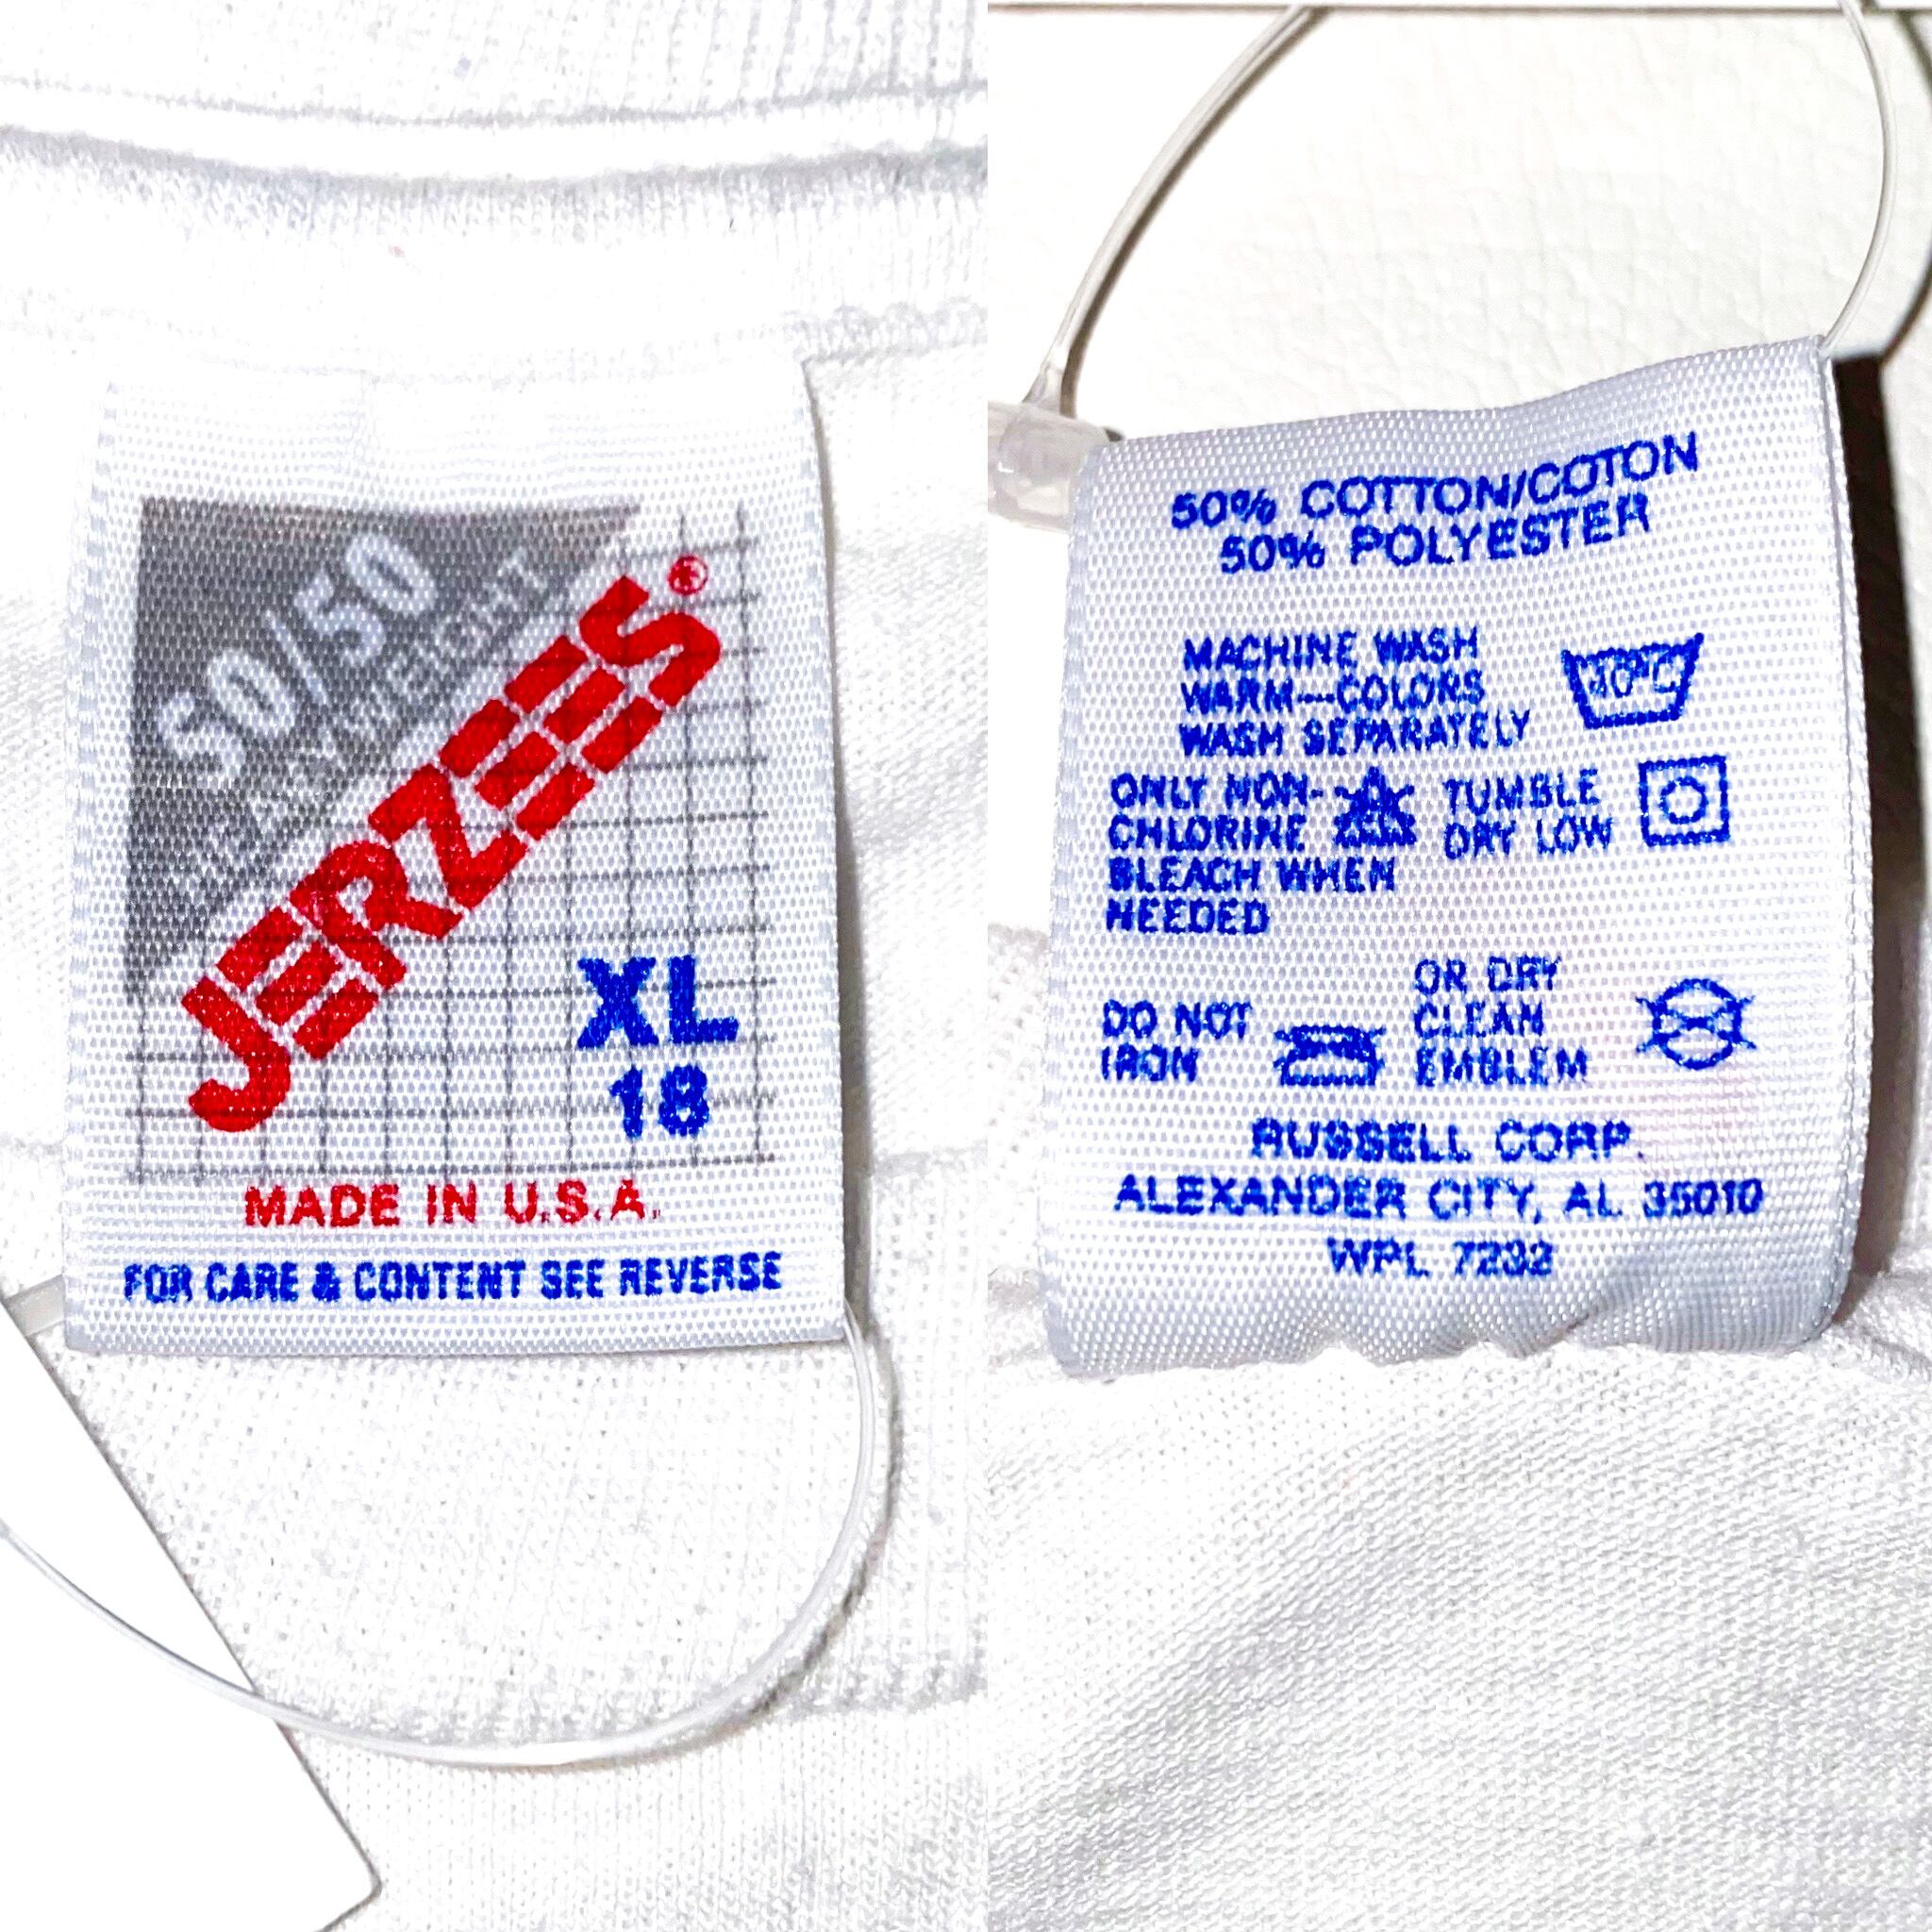 50/50
HEAVYWEIGHT
JERZEES®
XL
18
MADE IN U.S.A.
FOR CARE & CONTENT SEE REVERSE
50% COTTON/COTON
50% POLYESTER
MACHINE WASH
WARM—COLORS
WASH SEPARATELY
40°C
ONLY NON-
CHLORINE
BLEACH WHEN
NEEDED
TUMBLE
DRY LOW
DO NOT
IRON
OR DRY
CLEAN
EMBLEM
RUSSELL CORP.
ALEXANDER CITY, AL 35010
WPL 7232